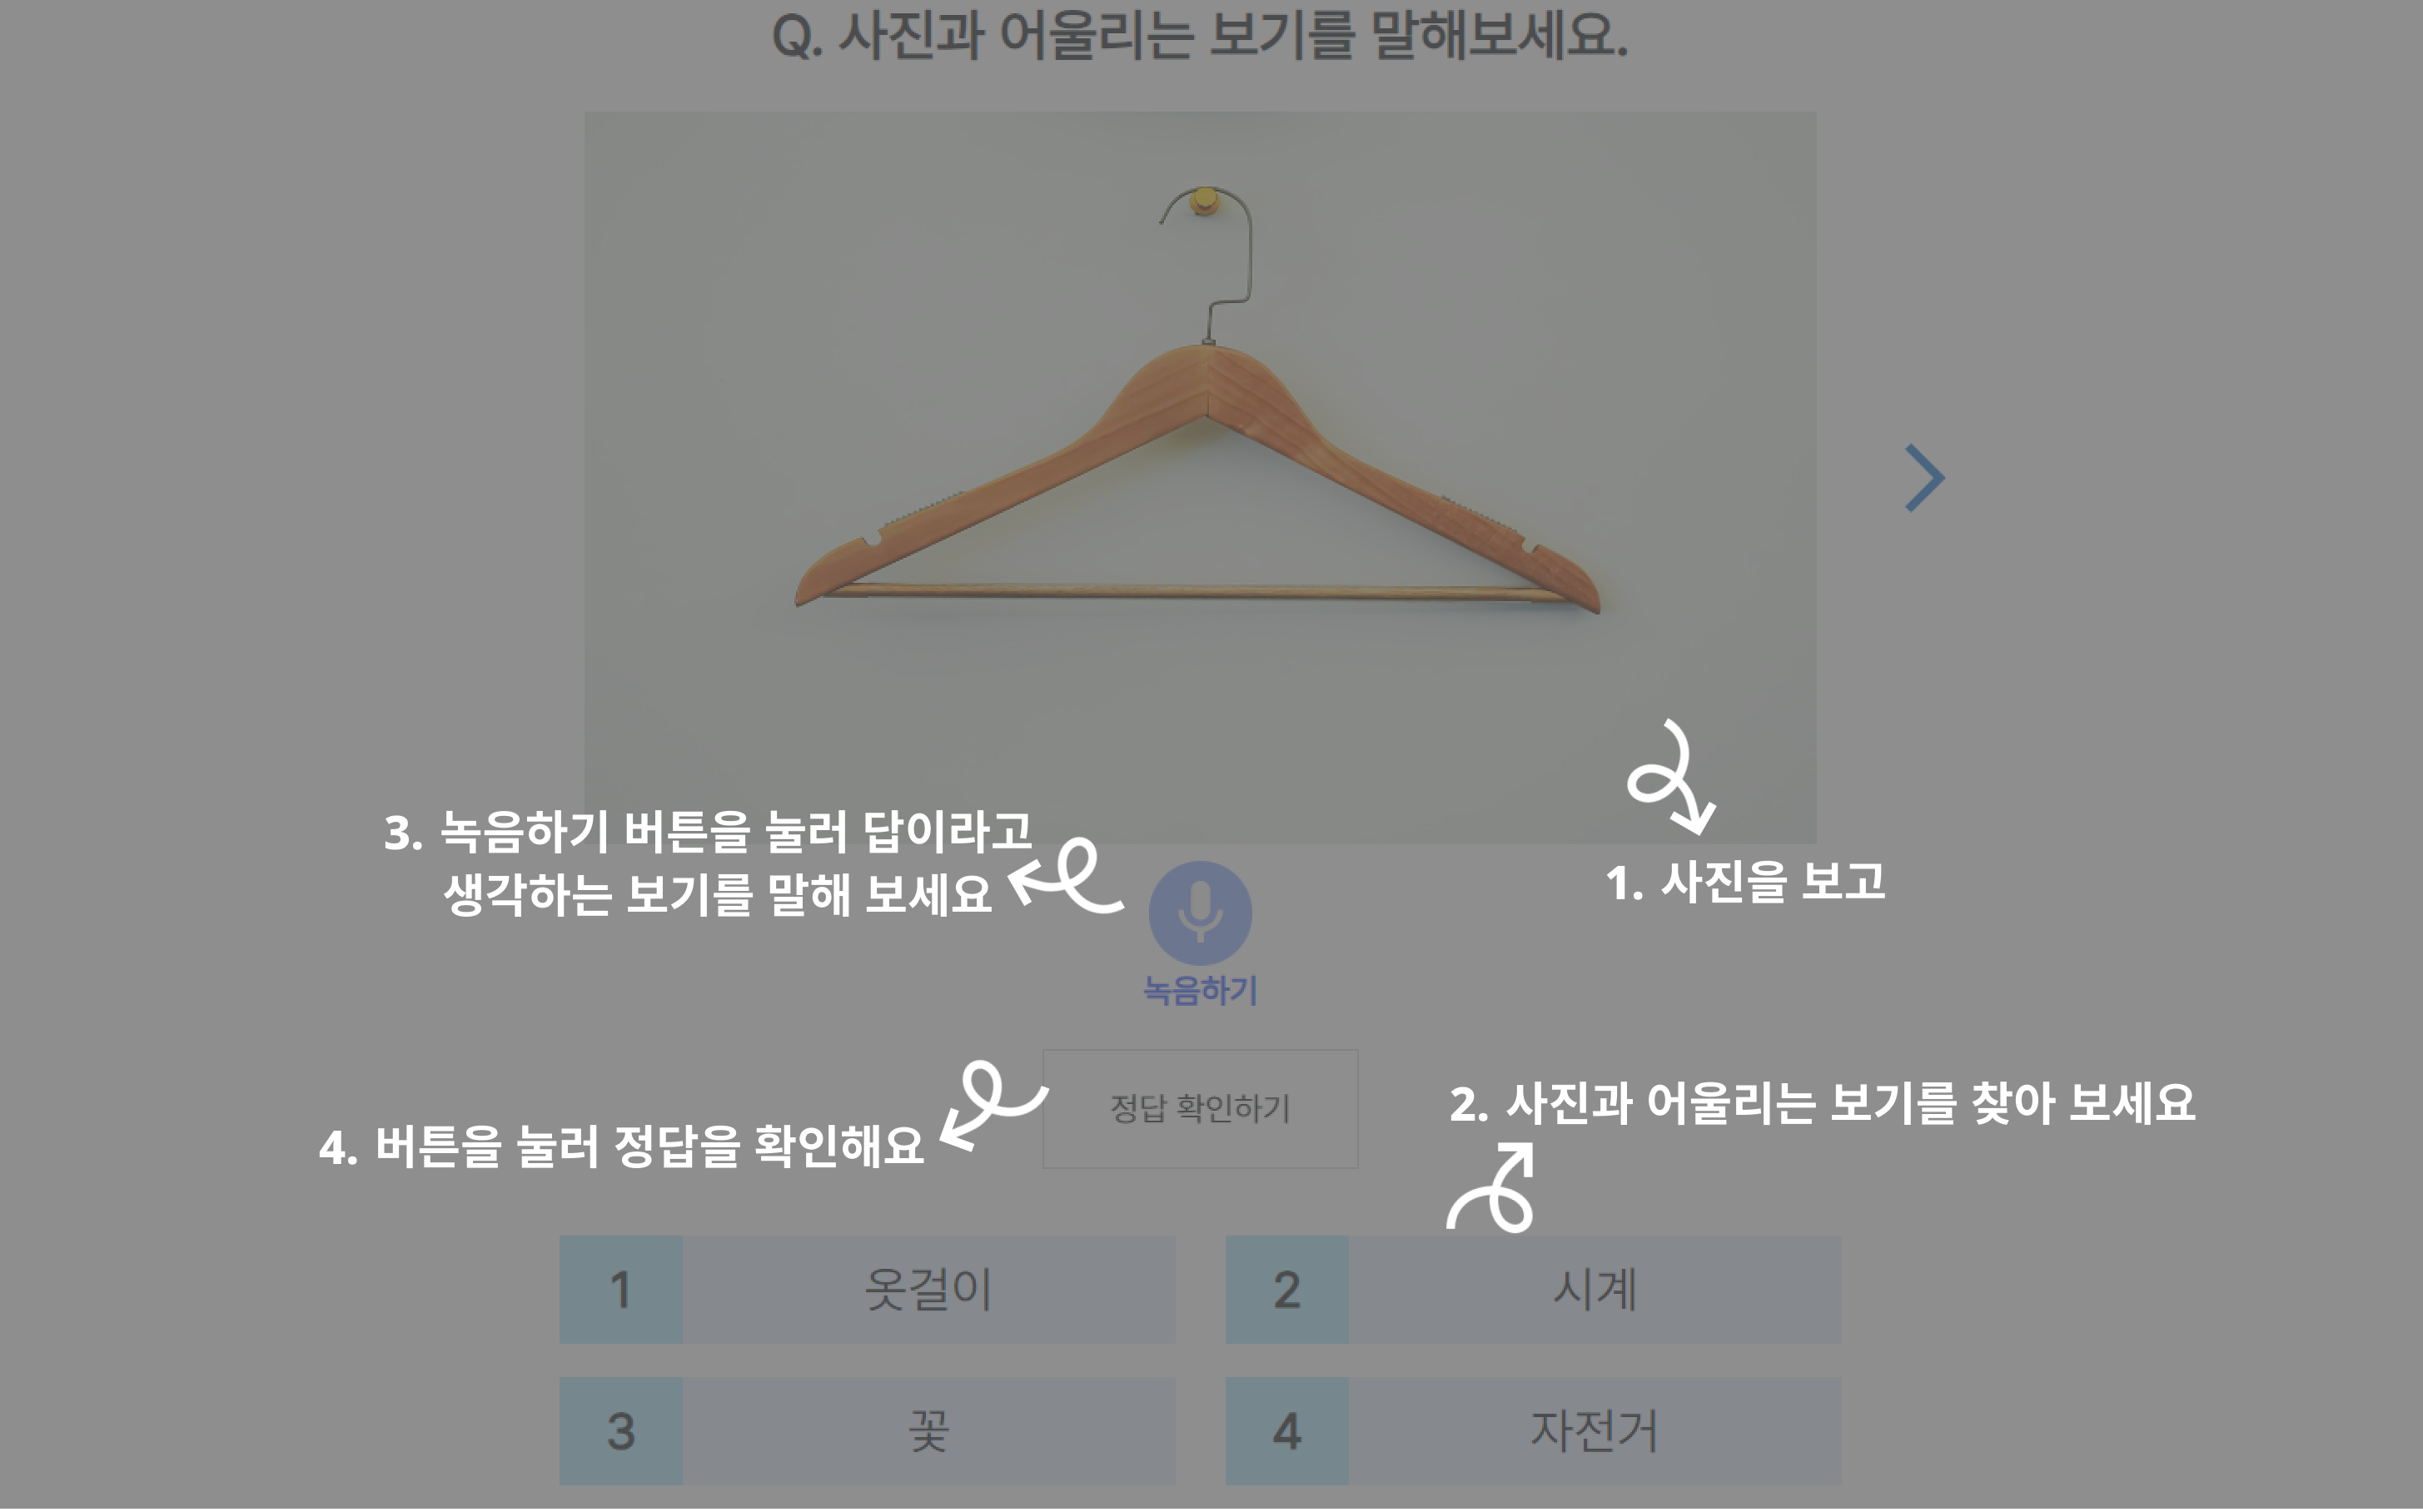 Q. 사진과 어울리는 보기를 말해보세요.
3. 녹음하기 버튼을 눌러 답이라고
생각하는 보기를 말해 보세요
1. 사진을 보고
녹음하기
2. 사진과 어울리는 보기를 찾아 보세요
정답 확인하기
4. 버튼을 눌러 정답을 확인해요
1 옷걸이
2 시계
3 꽃
4 자전거